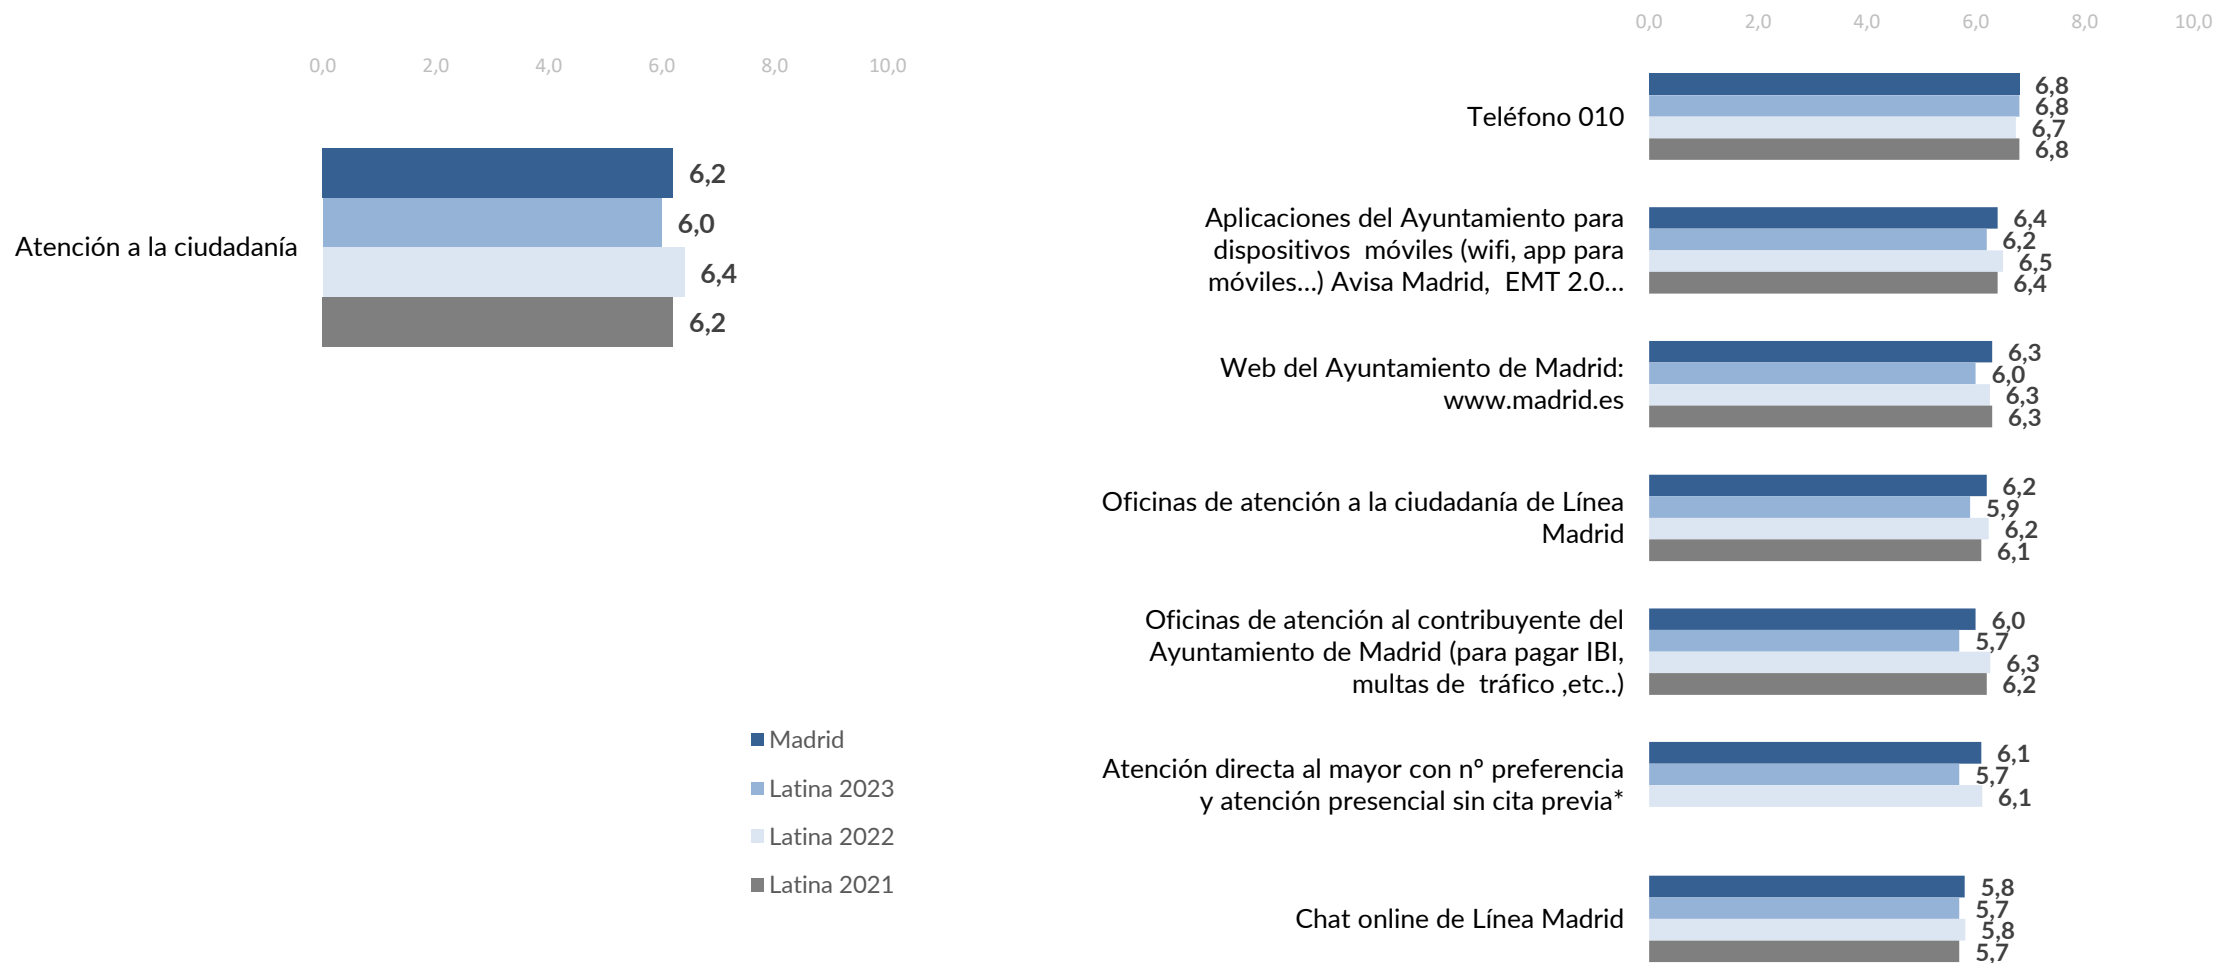 0,0 2,0 4,0 6,0 8,0 10,0
Atención a la ciudadanía
6,2
6,0
6,4
6,2
Madrid
Latina 2023
Latina 2022
Latina 2021
0,0 2,0 4,0 6,0 8,0 10,0
Teléfono 010
6,8
6,8
6,7
6,8
Aplicaciones del Ayuntamiento para
dispositivos  móviles (wifi, app para
móviles...) Avisa Madrid,  EMT 2.0...
6,4
6,2
6,5
6,4
Web del Ayuntamiento de Madrid:
www.madrid.es
6,3
6,0
6,3
6,3
Oficinas de atención a la ciudadanía de Línea
Madrid
6,2
5,9
6,2
6,1
Oficinas de atención al contribuyente del
Ayuntamiento de Madrid (para pagar IBI,
multas de  tráfico ,etc..)
6,0
5,7
6,3
6,2
Atención directa al mayor con nº preferencia
y atención presencial sin cita previa*
6,1
5,7
6,1
Chat online de Línea Madrid
5,8
5,7
5,8
5,7